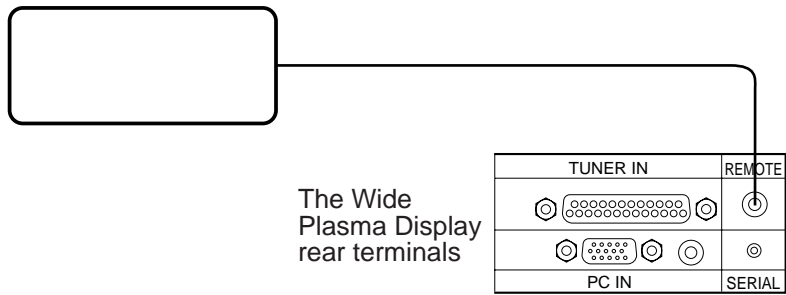 TUNER IN
REMOTE
The Wide
Plasma Display
rear terminals
PC IN
SERIAL